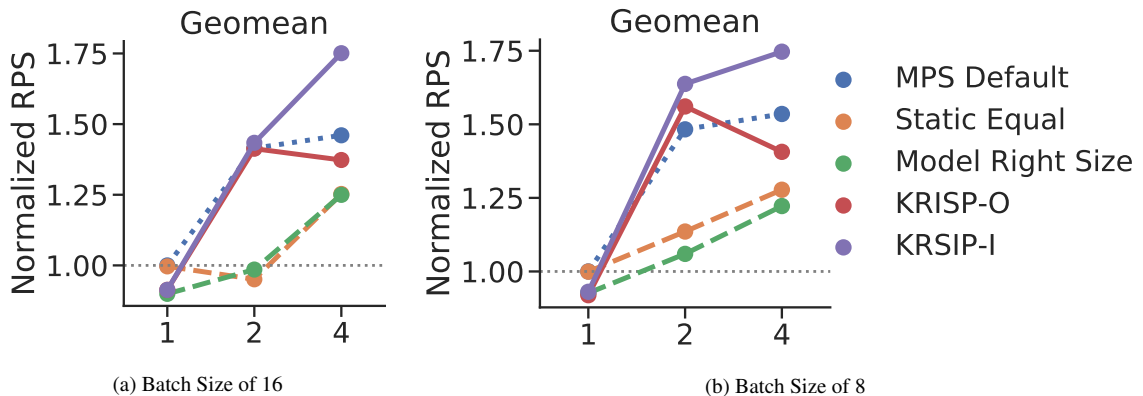 Geomean
Normalized RPS
1.75
1.50
1.25
1.00
1 2 4
(a) Batch Size of 16
Geomean
Normalized RPS
1.75
1.50
1.25
1.00
1 2 4
(b) Batch Size of 8
MPS Default
Static Equal
Model Right Size
KRISP-O
KRSIP-I